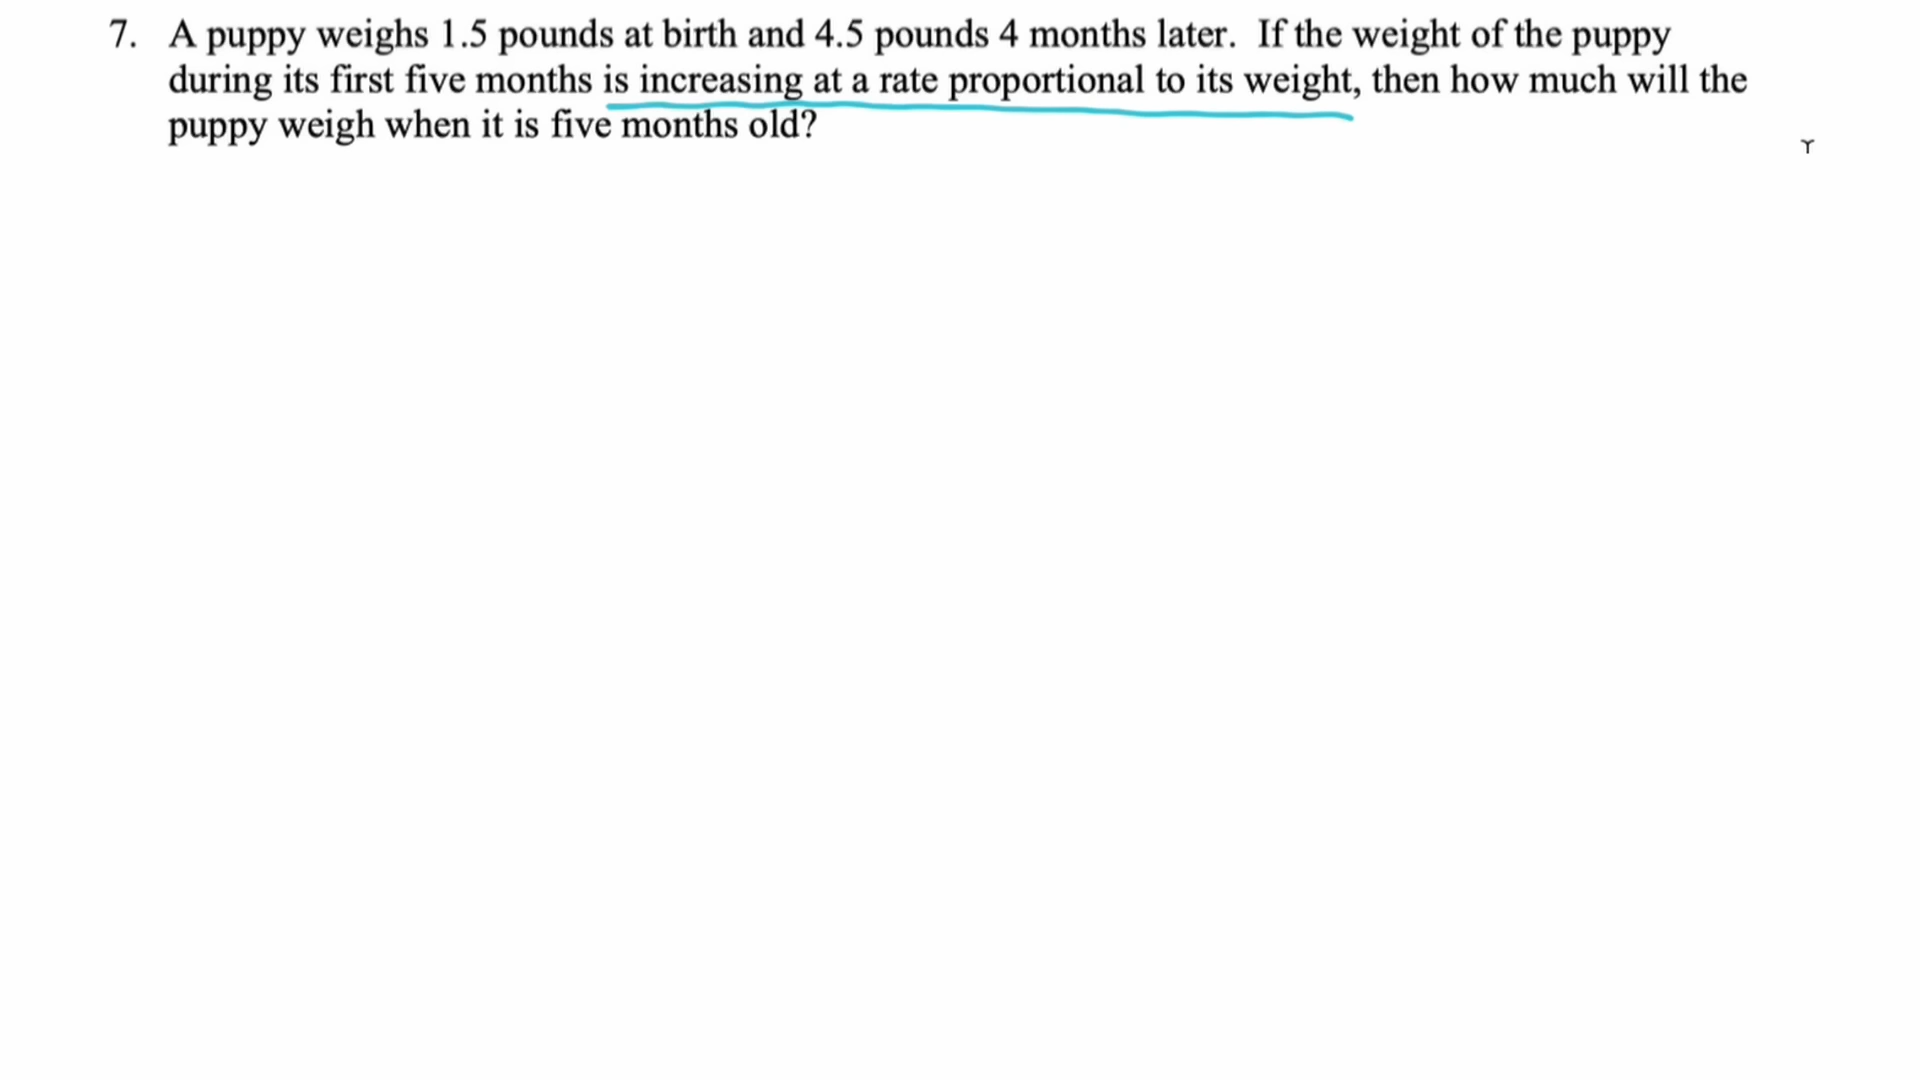 7. A puppy weighs 1.5 pounds at birth and 4.5 pounds 4 months later. If the weight of the puppy
during its first five months is increasing at a rate proportional to its weight, then how much will the
puppy weigh when it is five months old?